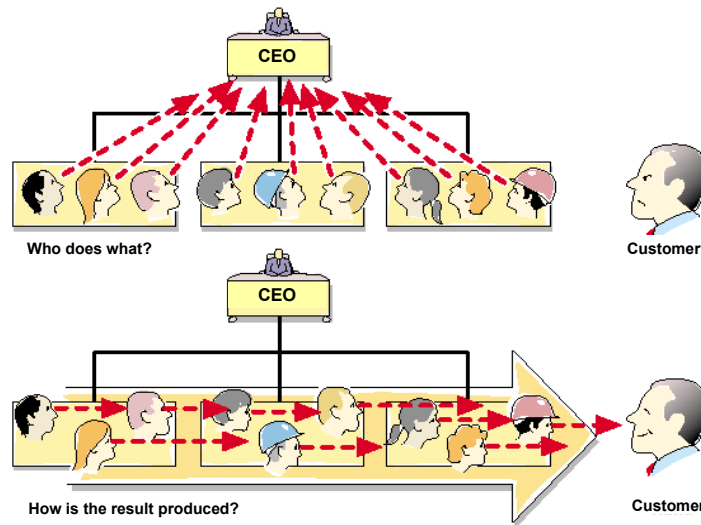 CEO
Who does what?
Customer
CEO
How is the result produced?
Customer